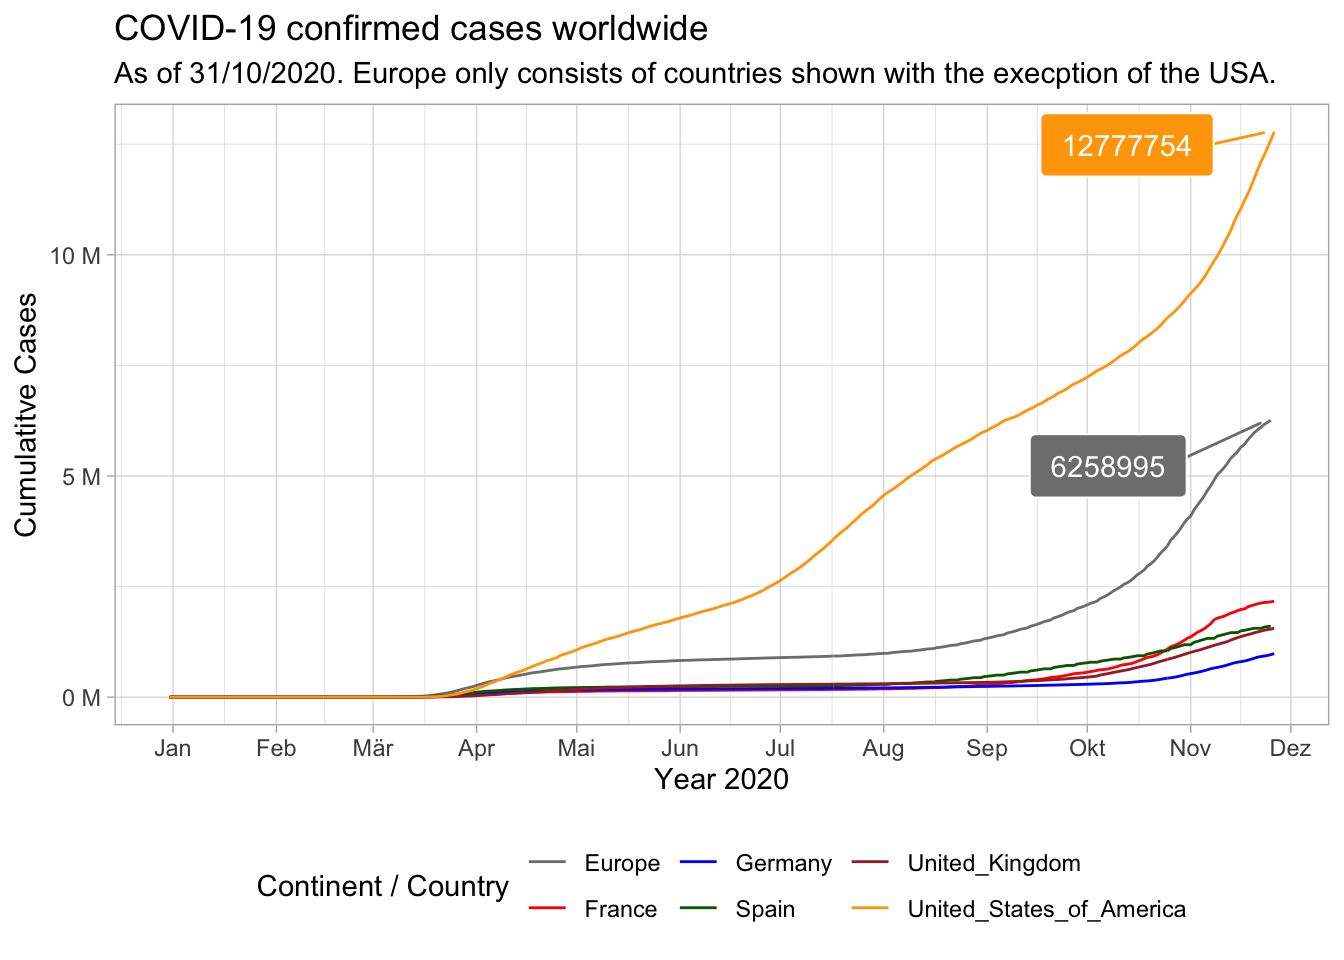 COVID-19 confirmed cases worldwide
As of 31/10/2020. Europe only consists of countries shown with the execption of the USA.
12777754
10 M
6258995
5 M
0 M
Cumulatitve Cases
Jan Feb Mär Apr Mai Jun Jul Aug Sep Okt Nov Dez
Year 2020
Continent / Country
Europe Germany United_Kingdom
France Spain United_States_of_America